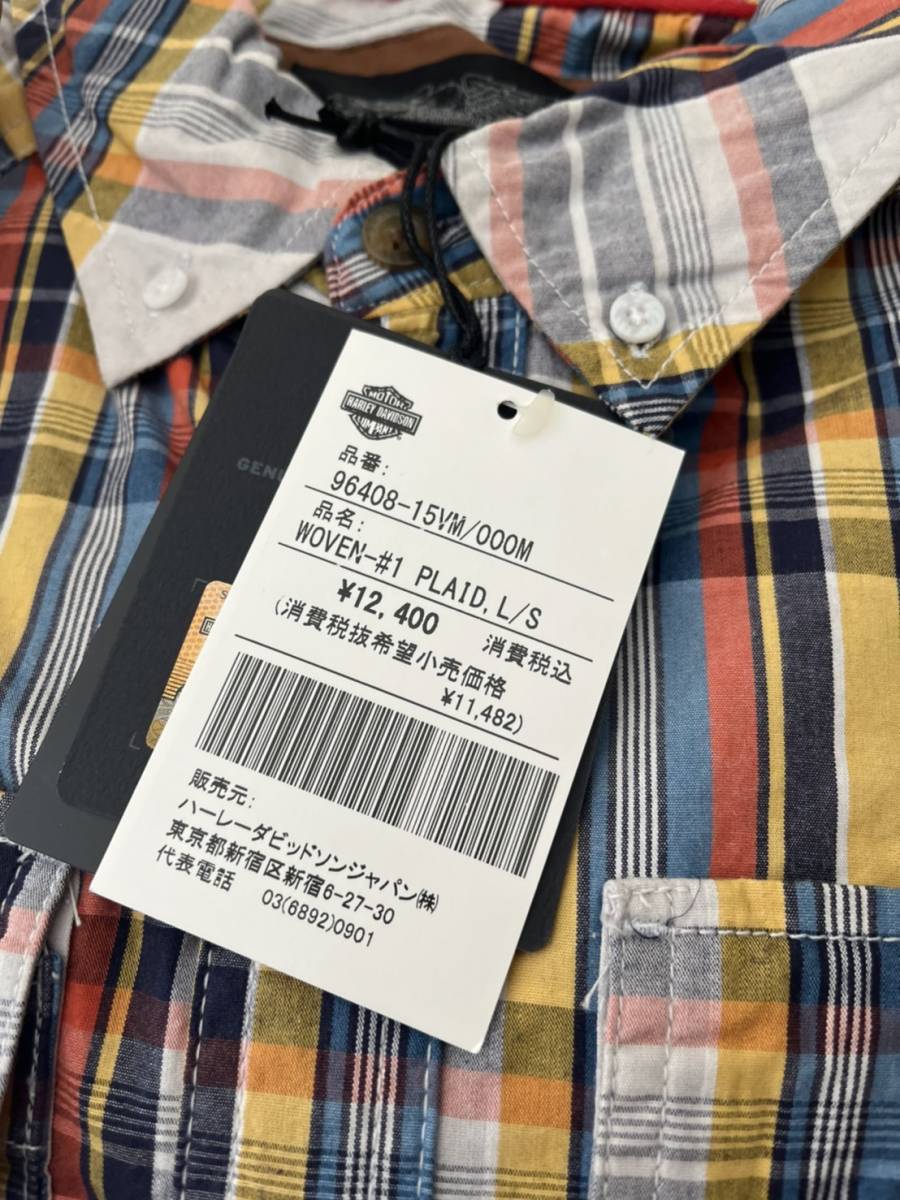 MOTOR
HARLEY-DAVIDSON
COMPANY
品番:
96408-15VM/000M
品名:
WOVEN-#1 PLAID,L/S
¥12,400 消費税込
(消費税抜希望小売価格
¥11,482)
販売元:
ハーレーダビッドソンジャパン㈱
東京都新宿区新宿6-27-30
代表電話 03(6892)0901